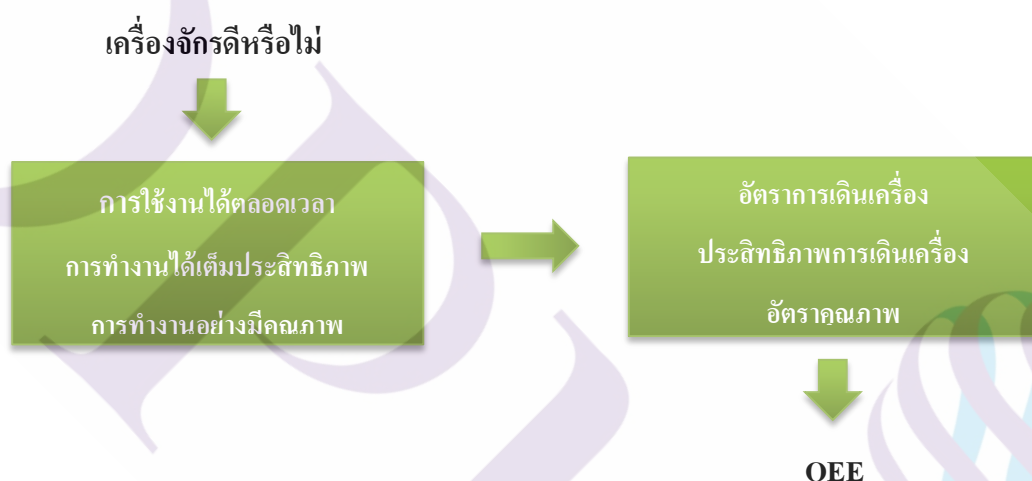 เครื่องจักรดีหรือไม่
การใช้งานได้ตลอดเวลา
การทำงานได้เต็มประสิทธิภาพ
การทำงานอย่างมีคุณภาพ
อัตราการเดินเครื่อง
ประสิทธิภาพการเดินเครื่อง
อัตราคุณภาพ
OEE